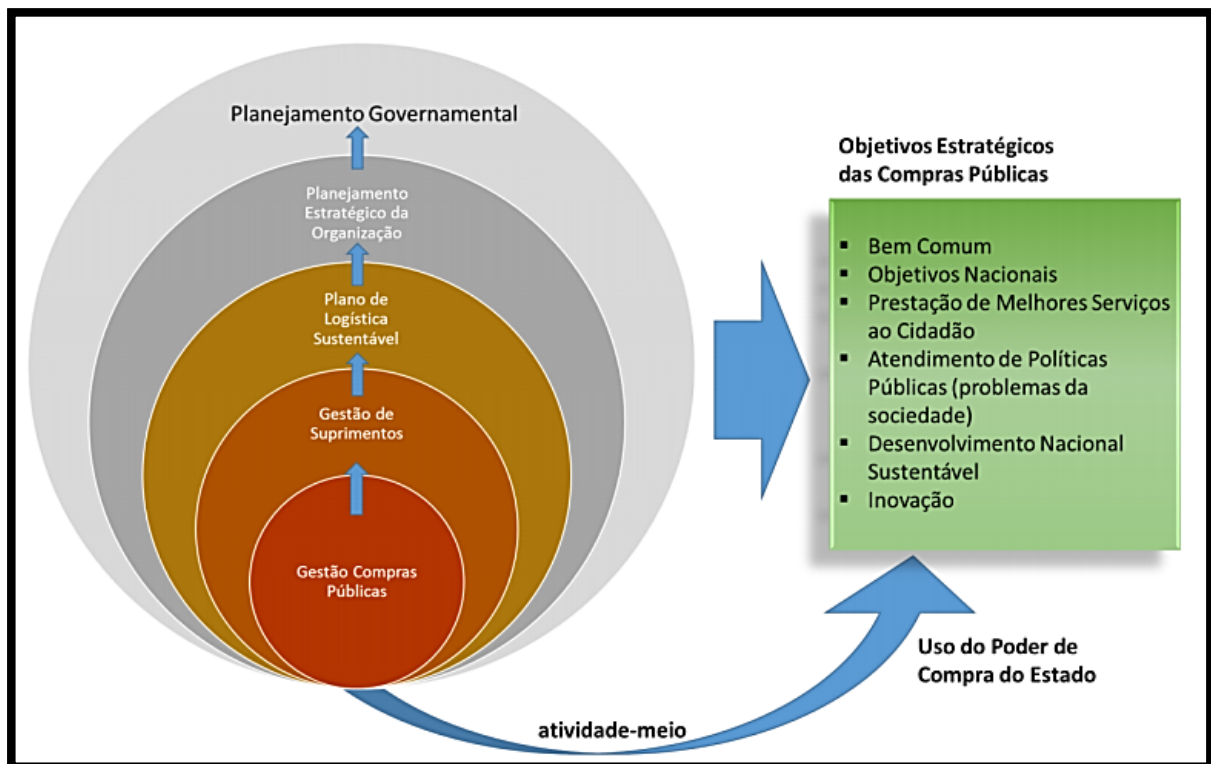 Planejamento Governamental
Planejamento
Estratégico da
Organização
Plano de
Logística
Sustentável
Gestão de
Suprimentos
Gestão Compras
Públicas
Objetivos Estratégicos
das Compras Públicas
▪ Bem Comum
▪ Objetivos Nacionais
▪ Prestação de Melhores Serviços
ao Cidadão
▪ Atendimento de Políticas
Públicas (problemas da
sociedade)
▪ Desenvolvimento Nacional
Sustentável
▪ Inovação
Uso do Poder de
Compra do Estado
atividade-meio